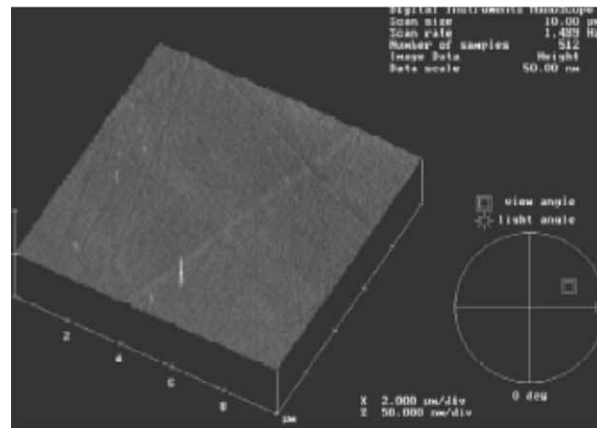 Digital Instruments NanoScope
Scan size 10.00 µm
Scan rate 1.489 Hz
Number of samples 512
Image Data Height
Data scale 50.00 nm
view angle
light angle
2
4
6
8
µm
X 2.000 µm/div
Z 50.000 nm/div
0 deg